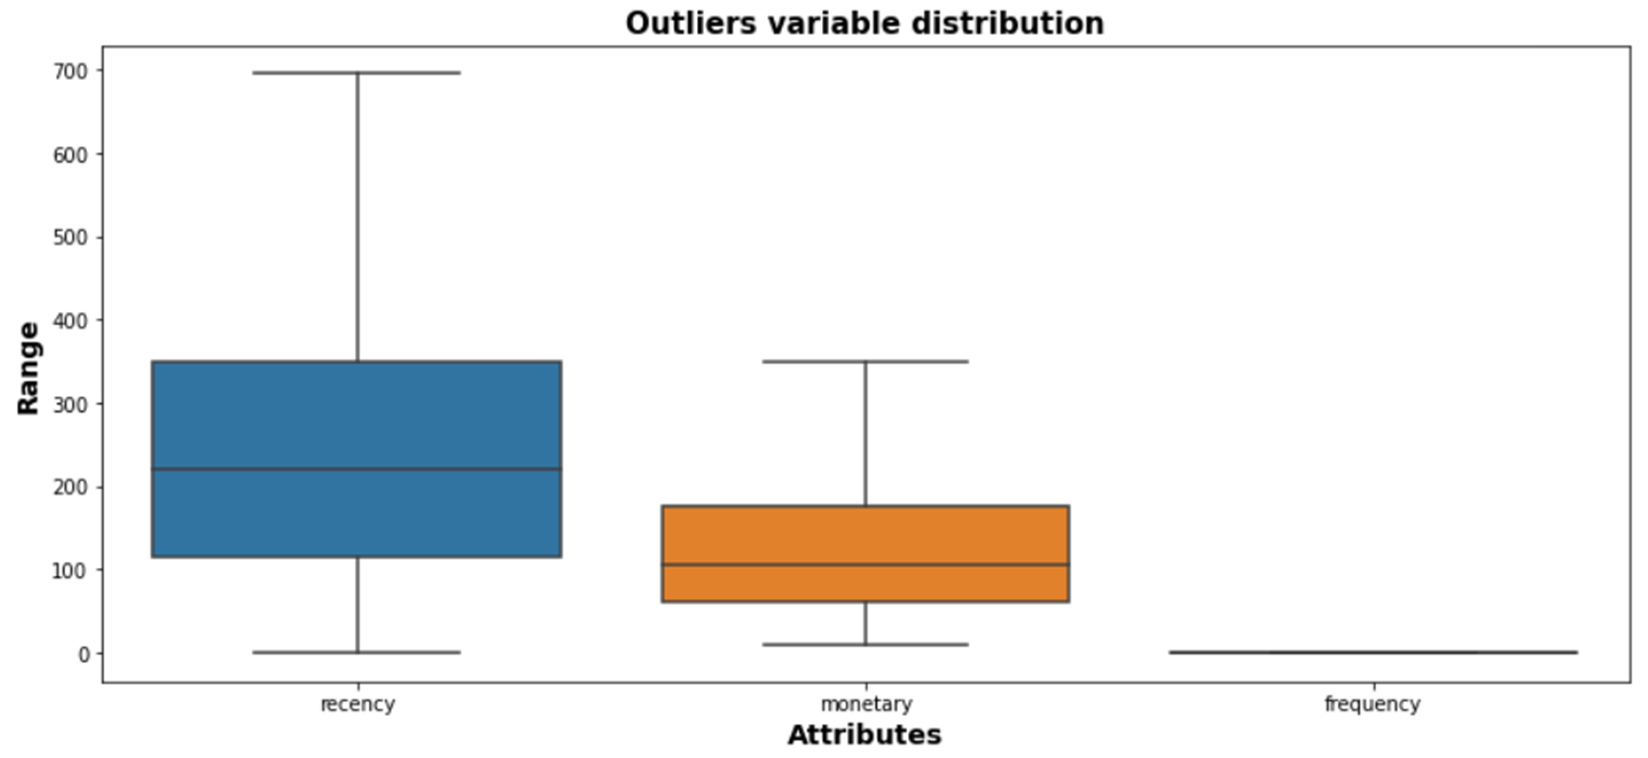 Outliers variable distribution
700
600
500
400
300
200
100
0
Range
recency
monetary
frequency
Attributes